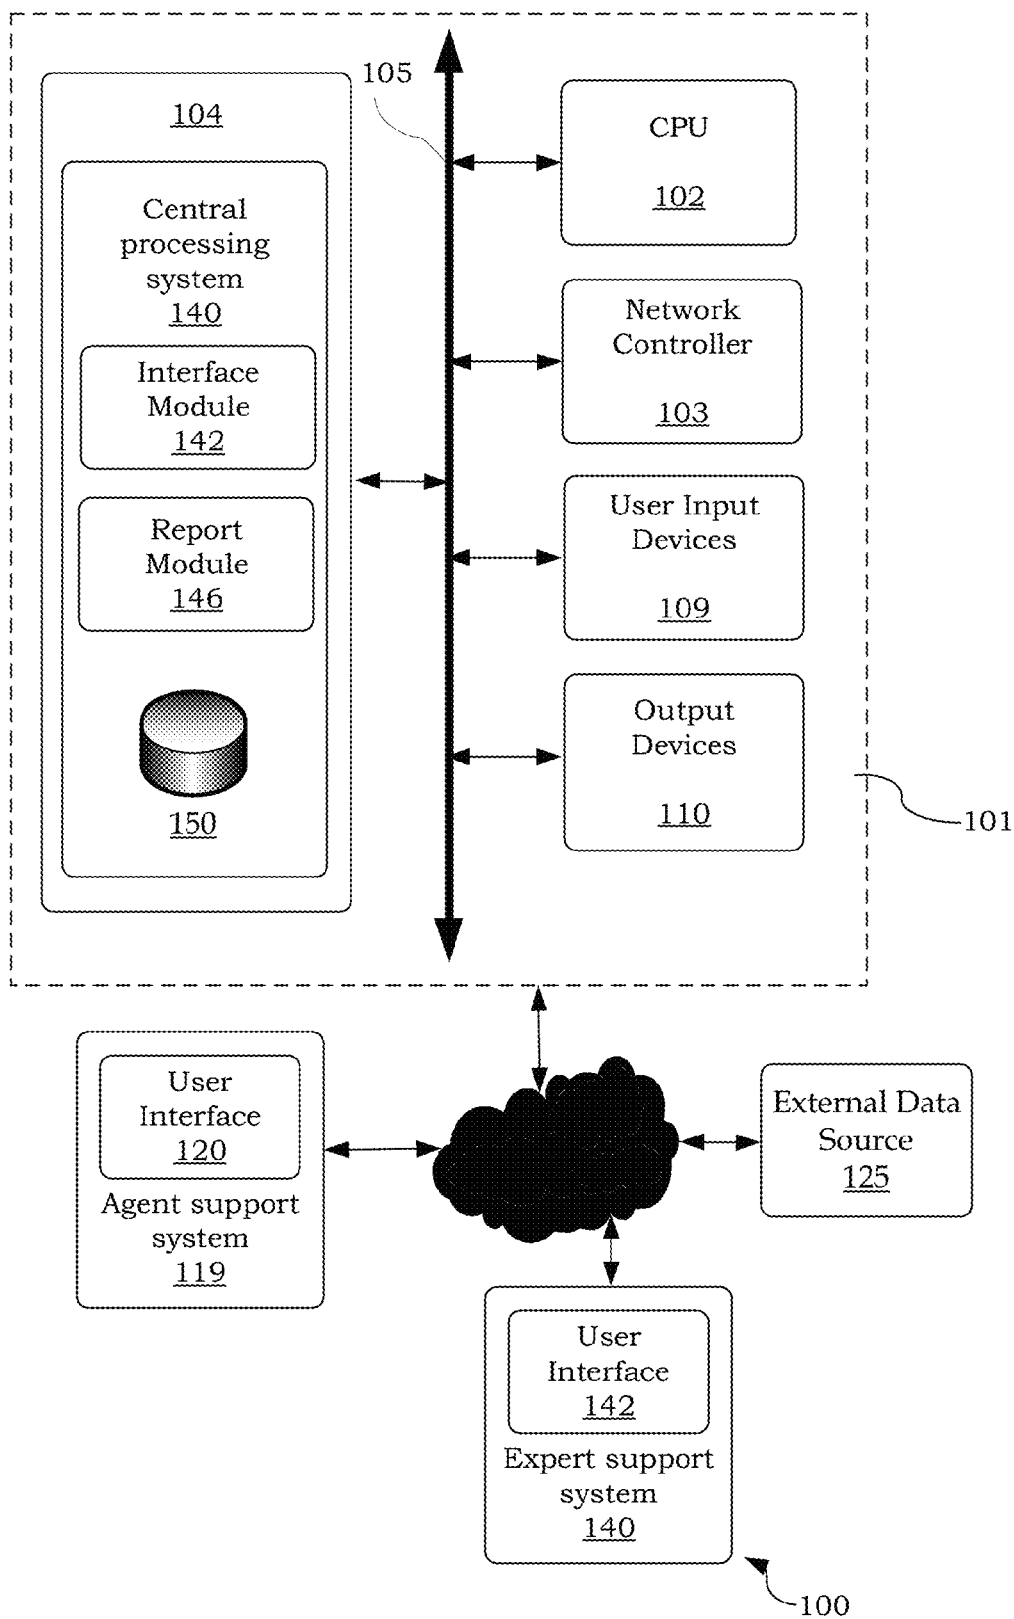 104
Central
processing
system
140
Interface
Module
142
Report
Module
146
150
105
CPU
102
Network
Controller
103
User Input
Devices
109
Output
Devices
110
101
User
Interface
120
Agent support
system
119
External Data
Source
125
User
Interface
142
Expert support
system
140
100